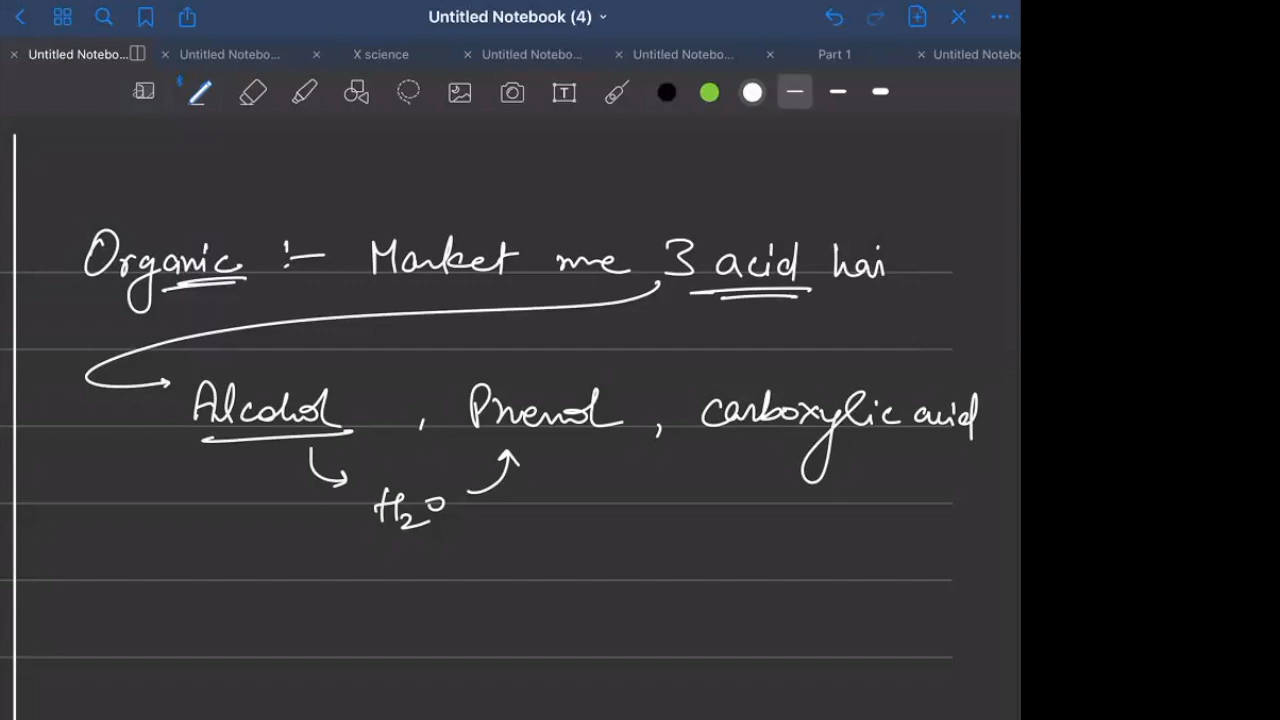 Untitled Notebook (4)
Untitled Notebo... Untitled Notebo... X science Untitled Notebo... Untitled Notebo... Part 1 Untitled Notebo
T
Organic :- Market me 3 acid hai
Alcohol , Phenol , carboxylic acid
H₂O